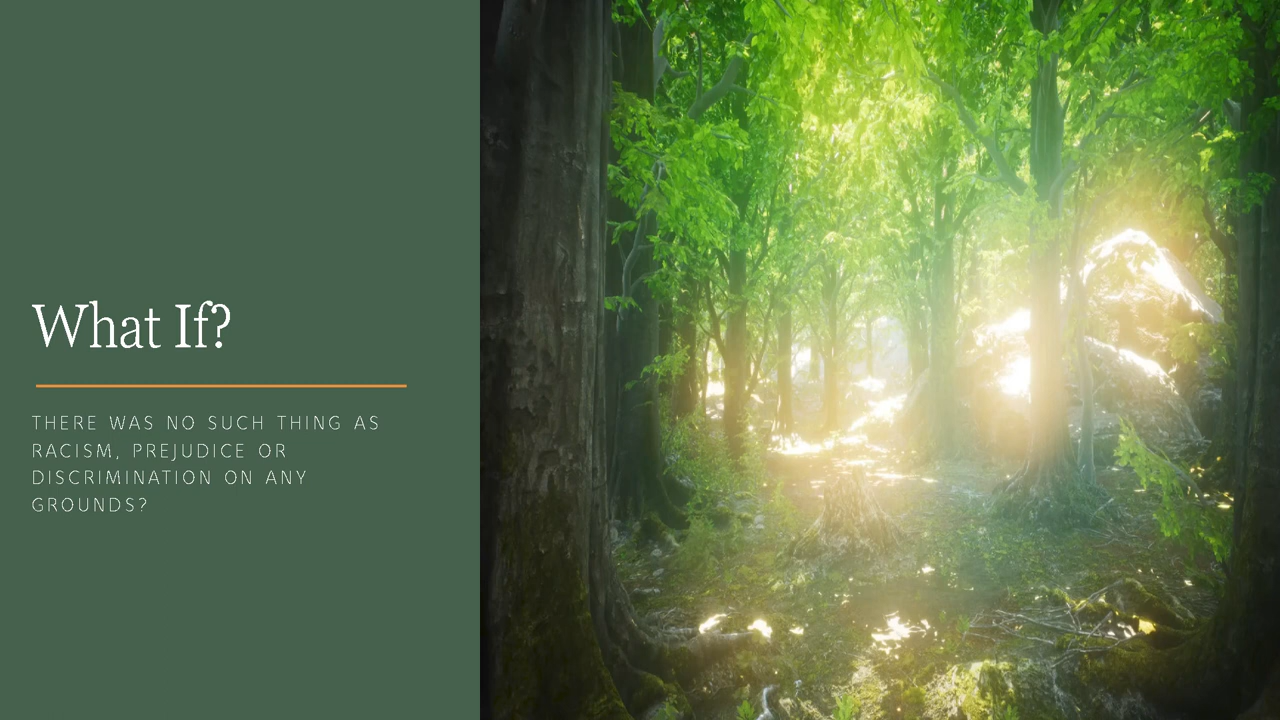 What If?
THERE WAS NO SUCH THING AS
RACISM, PREJUDICE OR
DISCRIMINATION ON ANY
GROUNDS?